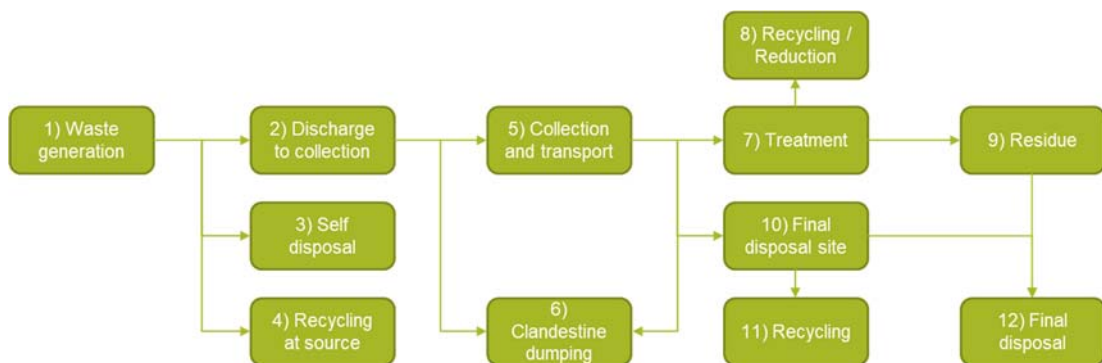 8) Recycling /
Reduction
1) Waste
generation
2) Discharge
to collection
5) Collection
and transport
7) Treatment
9) Residue
3) Self
disposal
10) Final
disposal site
4) Recycling
at source
6)
Clandestine
dumping
11) Recycling
12) Final
disposal